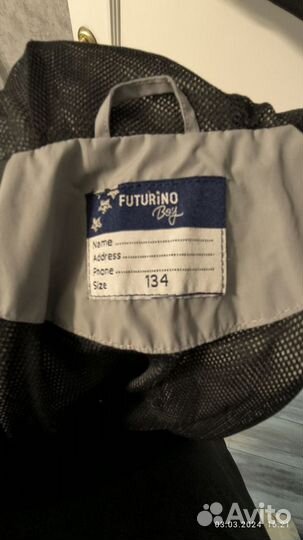 FUTURiNO
Boy
Name
Address
Phone
Size 134
03.03.2024 15:21
Avito